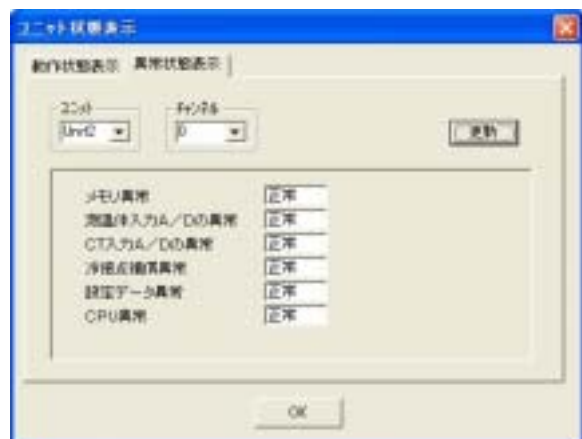 ユニット状態表示
動作状態表示 異常状態表示
ユニット チャンネル
Unit2 0 更新
メモリ異常 正常
測温体入力A/Dの異常 正常
CT入力A/Dの異常 正常
冷接点補償異常 正常
設定データ異常 正常
CPU異常 正常
OK